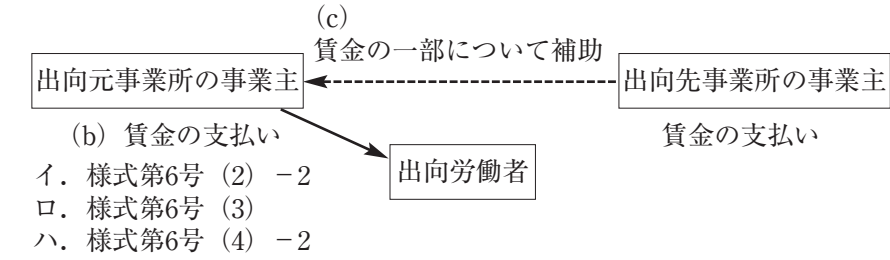 (c)
賃金の一部について補助
出向元事業所の事業主
出向先事業所の事業主
(b) 賃金の支払い
賃金の支払い
出向労働者
イ．様式第6号 (2) −2
ロ．様式第6号 (3)
ハ．様式第6号 (4) −2